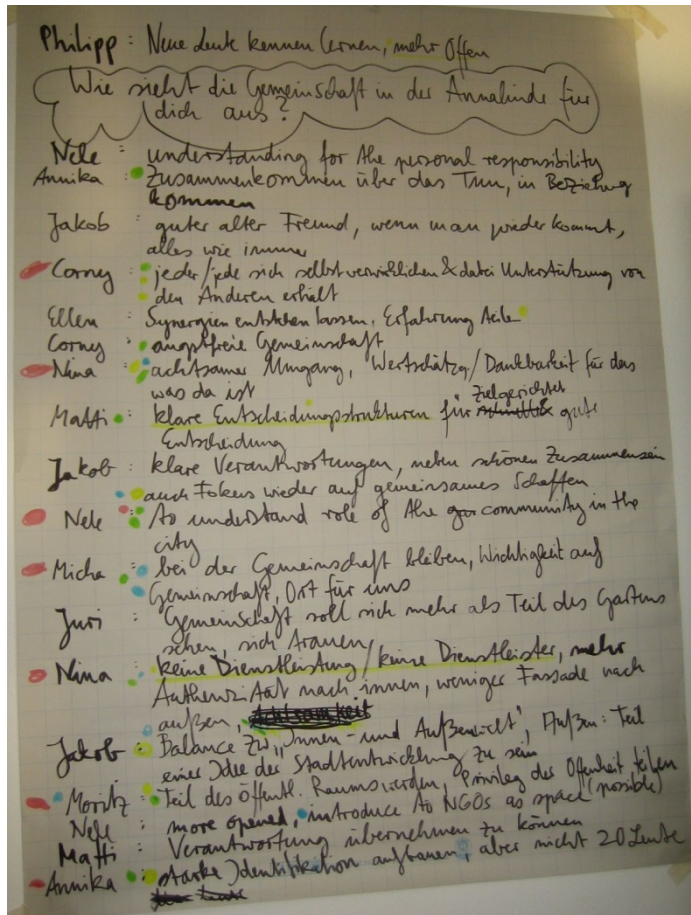 Philipp : Neue Leute kennen lernen, mehr Offen
Wie sieht die Gemeinschaft in der Annalinde für
dich aus?
Nele : understanding for the personal responsibility
Annika : Zusammenkommen über das Tun, in Beziehung
kommen
Jakob : guter alter Freund, wenn man wieder kommt,
alles wie immer
Corny : jeder/jede sich selbstverwirklichen & dabei Unterstützung von
den Anderen erhält
Ellen : Synergien entstehen lassen, Erfahrung teilen
Corny : angstfreie Gemeinschaft
Nina : achtsamer Umgang, Wertschätzg/Dankbarkeit für das
was da ist
Zielgerichtet
Matti : klare Entscheidungsstrukturen für gute
Entscheidung
Jakob : klare Verantwortungen, neben schönen Zusammensein
auch Fokus wieder auf gemeinsames Schaffen
Nele : to understand role of the community in the
city
Micha : bei der Gemeinschaft bleiben, Wichtigkeit auf
Gemeinschaft, Ort für uns
Juri : Gemeinschaft soll sich mehr als Teil des Gartens
sehen, sich trauen
Nina : keine Dienstleistung/keine Dienstleister, mehr
Authenzität nach innen, weniger Fassade nach
außen,
Jakob : Balance zw. "Innen- und Außensicht", Außen: Teil
einer Idee der Stadtentwicklung zu sein
Moritz : Teil des öffentl. Raums werden, Privileg der Offenheit teilen
Nele : more opened, introduce to NGOs as space (possible)
Matti : Verantwortung übernehmen zu können
Annika : starke Identifikation aufbauen, aber nicht 20 Leute